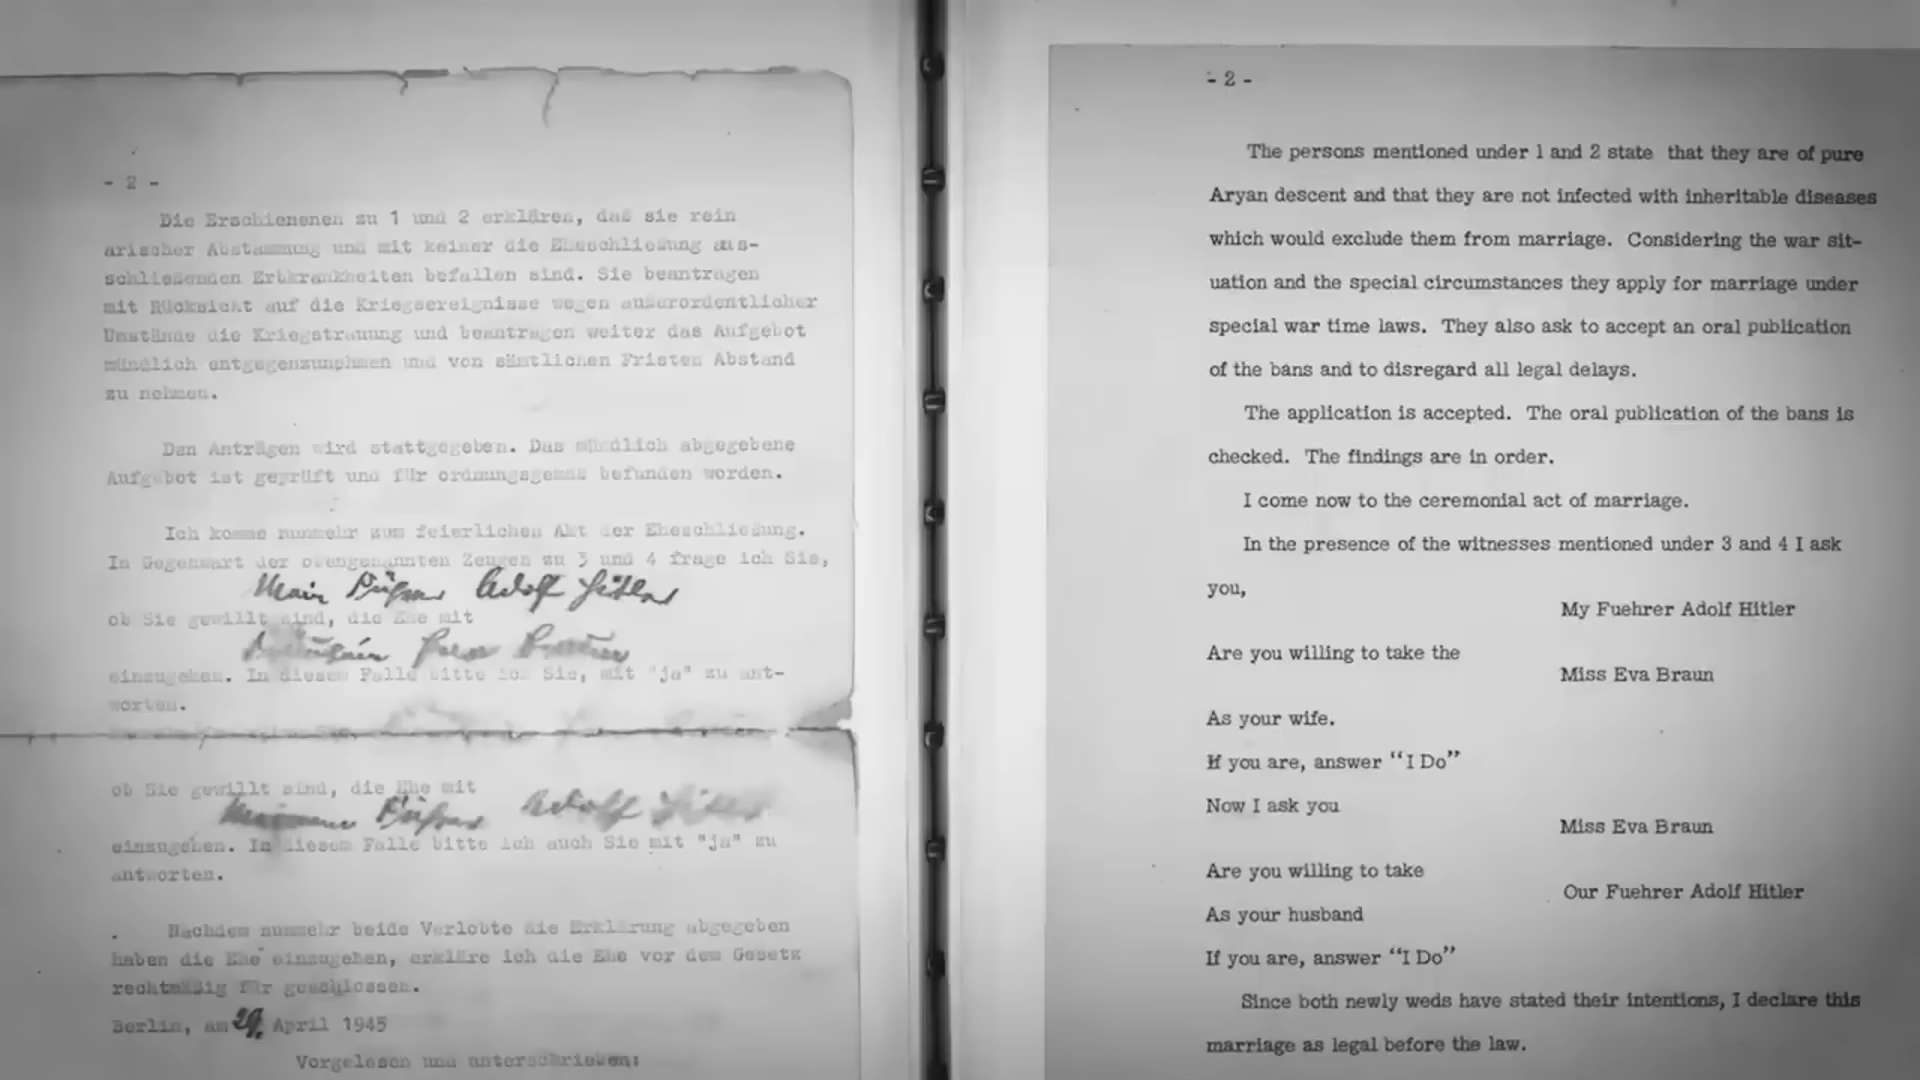 - 2 -
Die Erschienenen zu 1 und 2 erklären, daß sie rein
arischer Abstammung und mit keiner die Eheschließung aus-
schließenden Erbkrankheiten befallen sind. Sie beantragen
mit Rücksicht auf die Kriegsereignisse wegen außerordentlicher
Umstände die Kriegstrauung und beantragen weiter das Aufgebot
mündlich entgegenzunehmen und von sämtlichen Fristen Abstand
zu nehmen.
Den Anträgen wird stattgegeben. Das mündlich abgegebene
Aufgebot ist geprüft und für ordnungsgemäß befunden worden.
Ich komme nunmehr zum feierlichen Akt der Eheschließung.
In Gegenwart der obengenannten Zeugen zu 3 und 4 frage ich Sie,
Mein Führer Adolf Hitler
ob Sie gewillt sind, die Ehe mit
Braun
einzugehen. In diesem Falle bitte ich Sie, mit "ja" zu ant-
worten.
ob Sie gewillt sind, die Ehe mit
Führer Adolf Hitler
einzugehen. In diesem Falle bitte ich auch Sie mit "ja" zu
antworten.
Nachdem nunmehr beide Verlobte die Erklärung abgegeben
haben die Ehe einzugehen, erkläre ich die Ehe vor dem Gesetz
rechtmäßig für geschlossen.
Berlin, am 29. April 1945
Vorgelesen und unterschrieben:
- 2 -
The persons mentioned under 1 and 2 state that they are of pure
Aryan descent and that they are not infected with inheritable diseases
which would exclude them from marriage. Considering the war sit-
uation and the special circumstances they apply for marriage under
special war time laws. They also ask to accept an oral publication
of the bans and to disregard all legal delays.
The application is accepted. The oral publication of the bans is
checked. The findings are in order.
I come now to the ceremonial act of marriage.
In the presence of the witnesses mentioned under 3 and 4 I ask
you,
My Fuehrer Adolf Hitler
Are you willing to take the
Miss Eva Braun
As your wife.
If you are, answer “I Do”
Now I ask you
Miss Eva Braun
Are you willing to take
Our Fuehrer Adolf Hitler
As your husband
If you are, answer “I Do”
Since both newly weds have stated their intentions, I declare this
marriage as legal before the law.